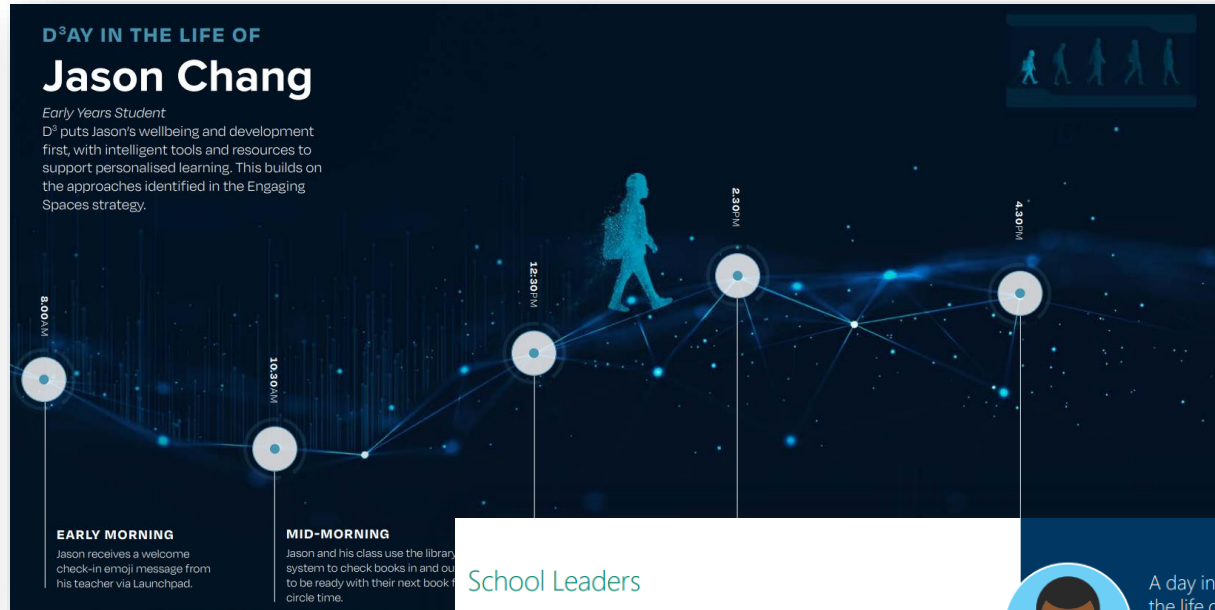 D³AY IN THE LIFE OF
Jason Chang
Early Years Student
D³ puts Jason's wellbeing and development
first, with intelligent tools and resources to
support personalised learning. This builds on
the approaches identified in the Engaging
Spaces strategy.
8.00AM
10.30AM
12:30PM
2.30PM
4.30PM
EARLY MORNING
Jason receives a welcome
check-in emoji message from
his teacher via Launchpad.
MID-MORNING
Jason and his class use the library
system to check books in and
to be ready with their next book
circle time.
School Leaders
A day in
the life